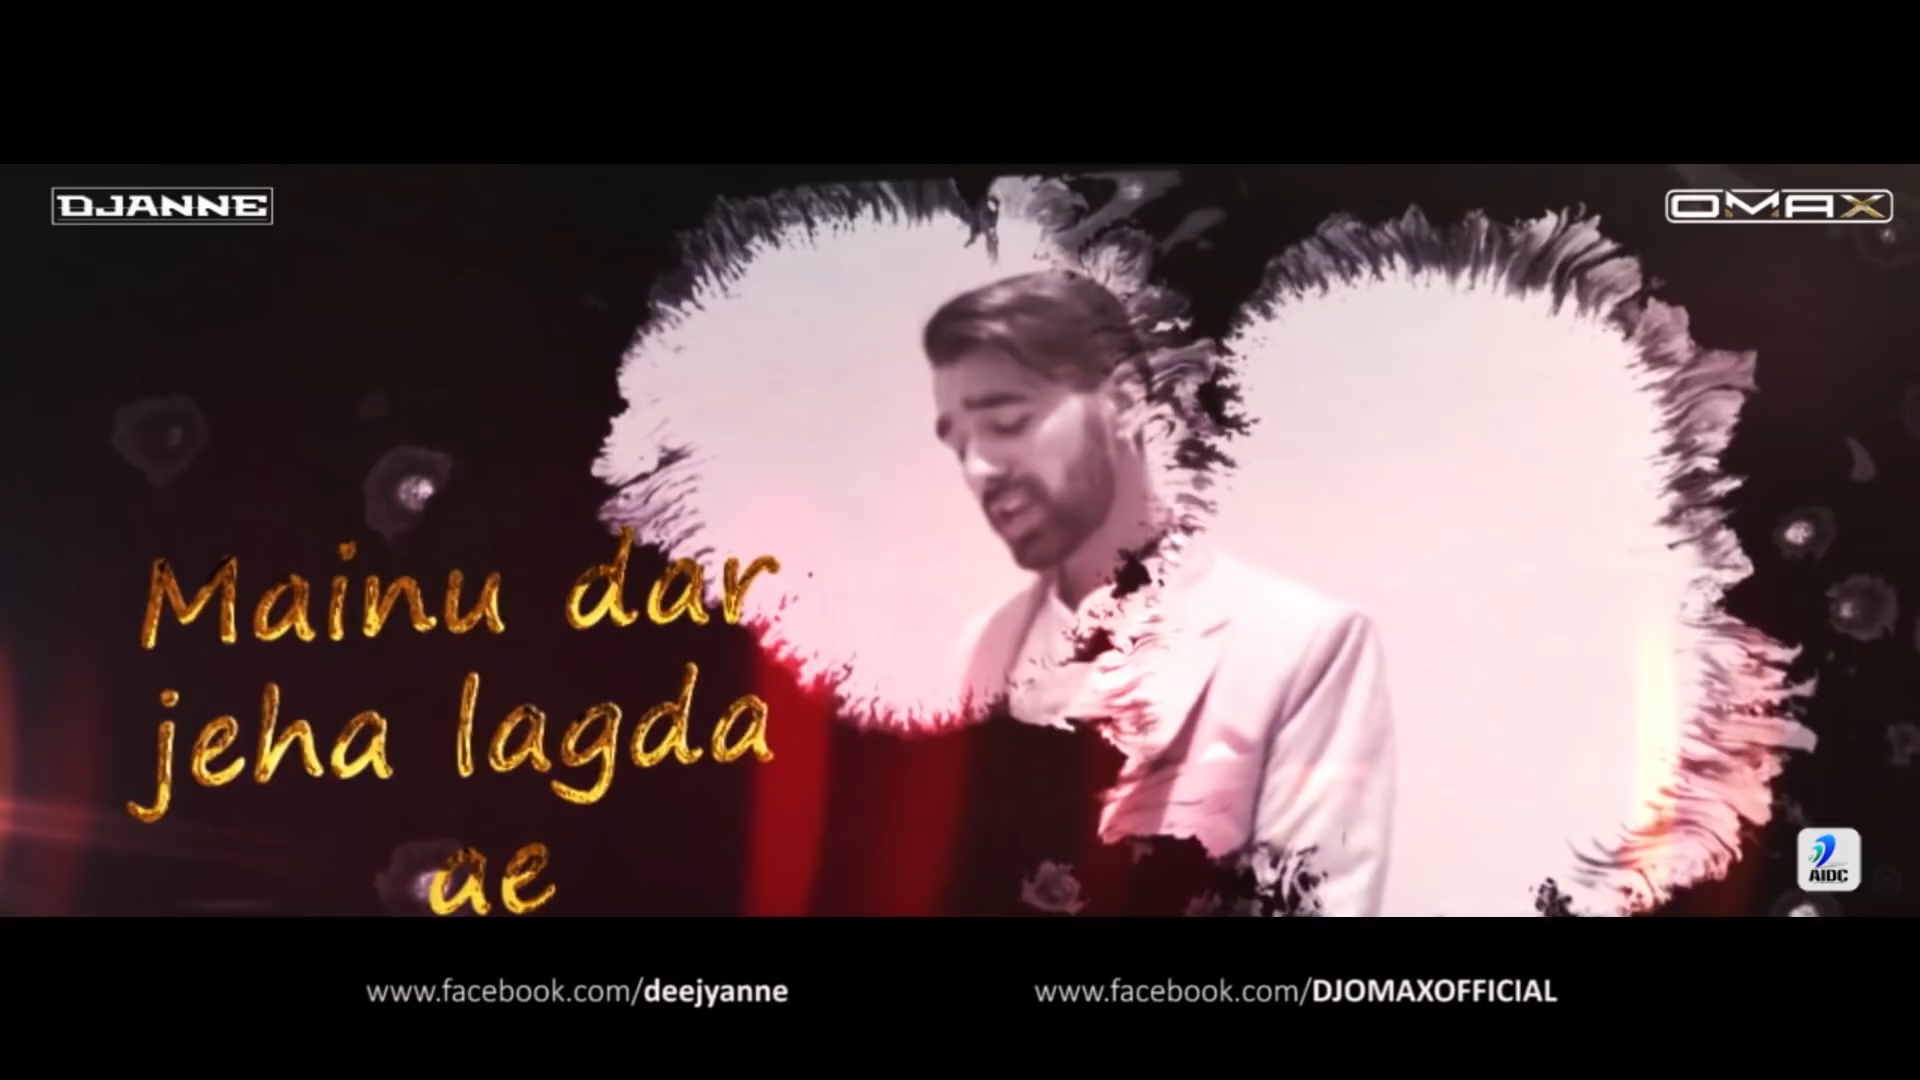 DJANNE
OMAX
Mainu dar
jeha lagda
ae
AIDC
www.facebook.com/deejyanne
www.facebook.com/DJOMAXOFFICIAL